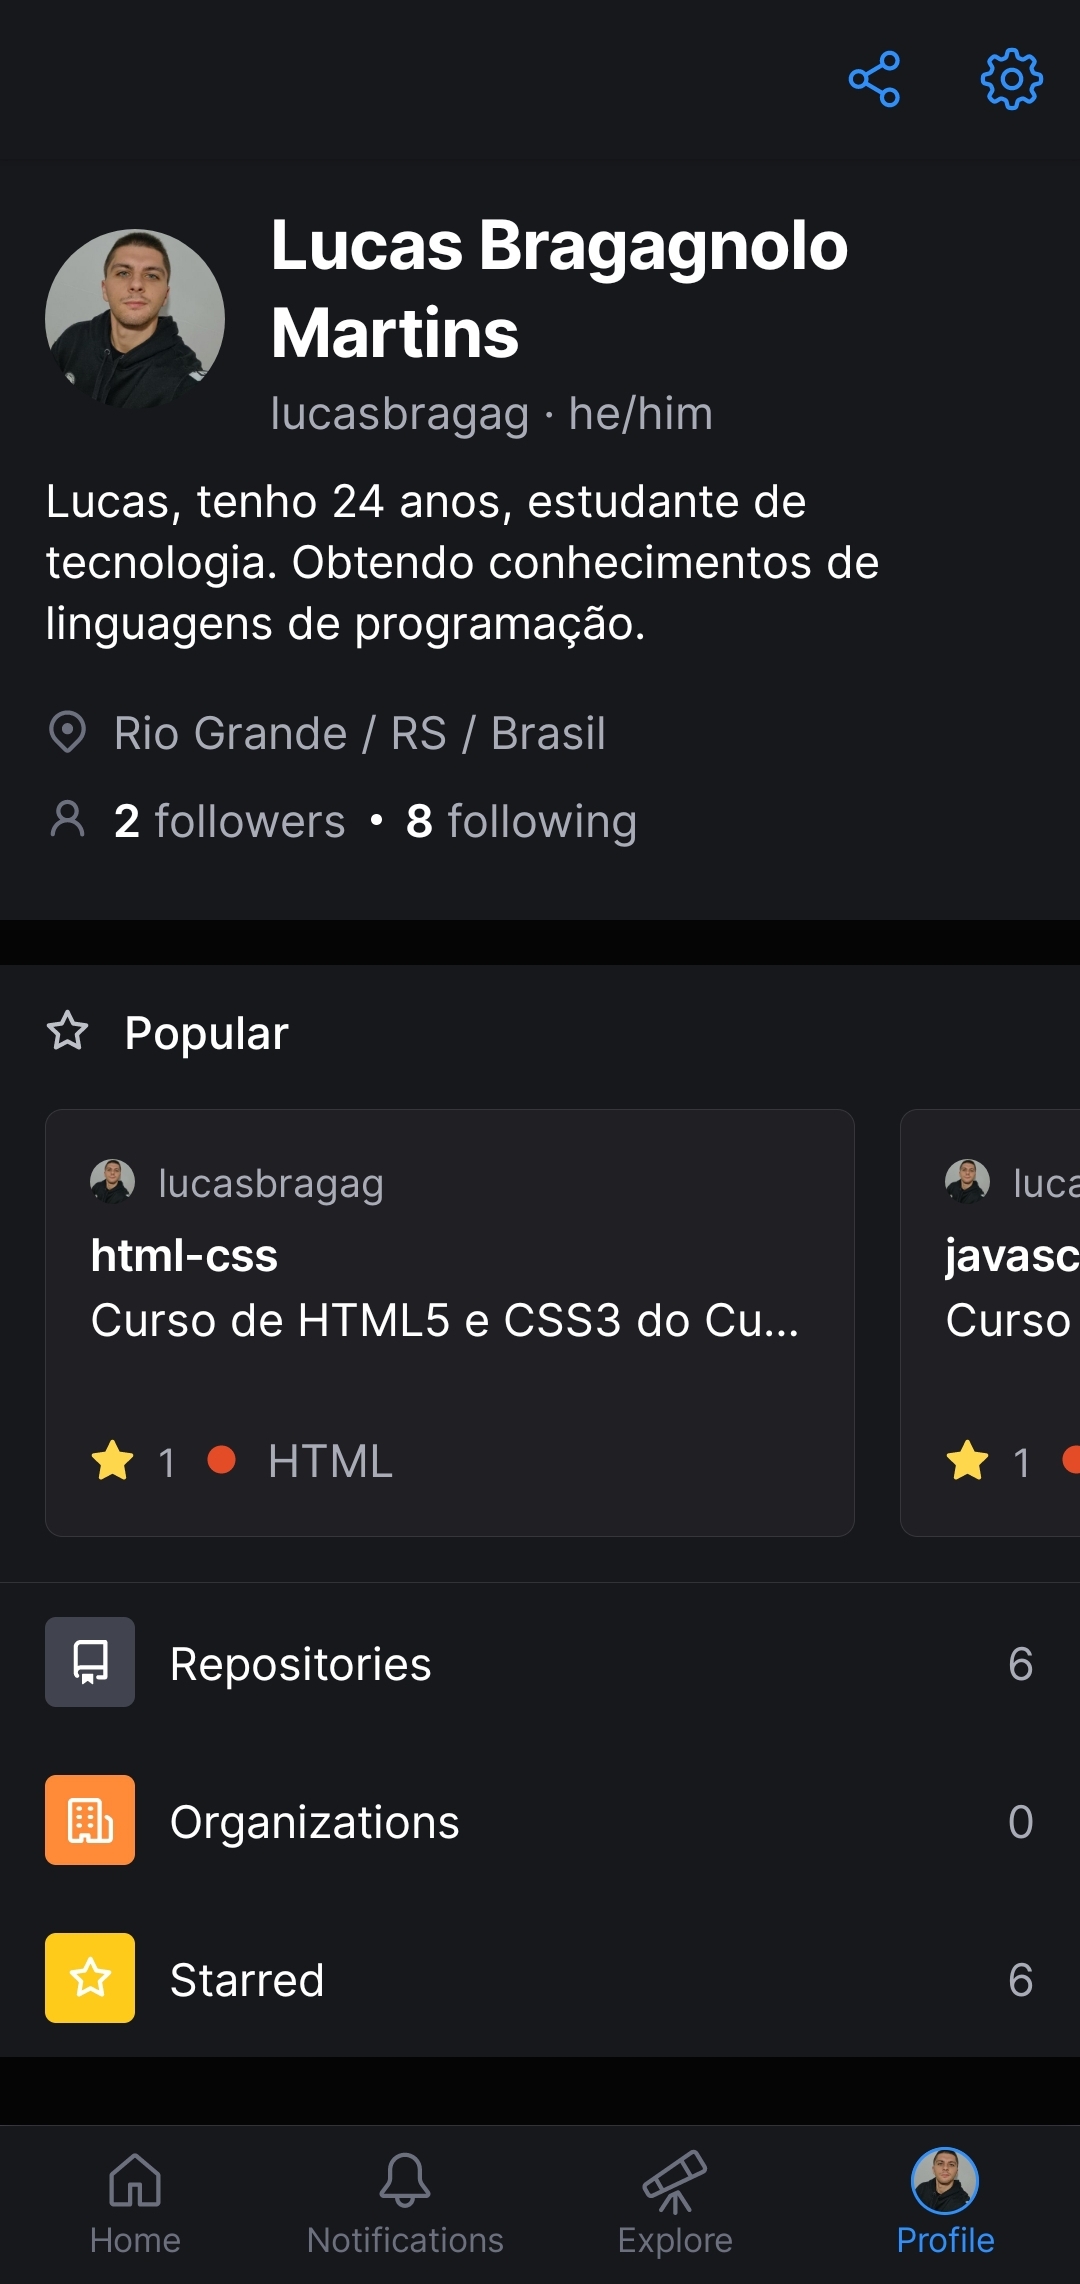 Lucas Bragagnolo
Martins
lucasbragag · he/him
Lucas, tenho 24 anos, estudante de
tecnologia. Obtendo conhecimentos de
linguagens de programação.
Rio Grande / RS / Brasil
2 followers • 8 following
Popular
lucasbragag
html-css
Curso de HTML5 e CSS3 do Cu...
1 HTML
luca
javasc
Curso
1
Repositories 6
Organizations 0
Starred 6
Home Notifications Explore Profile